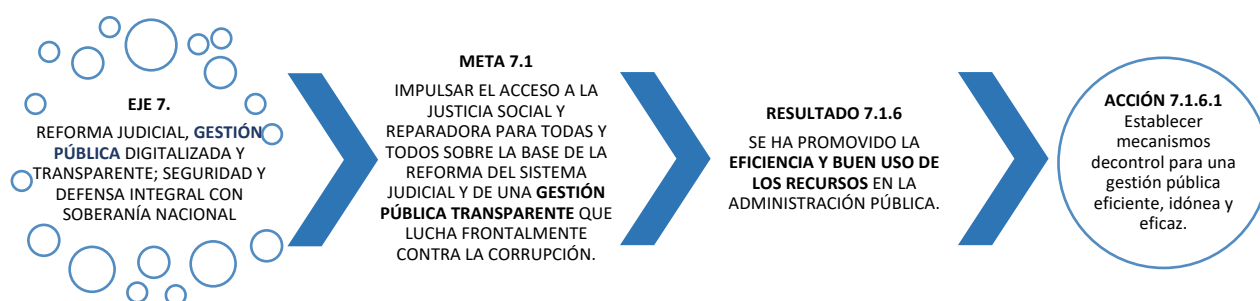 EJE 7.
REFORMA JUDICIAL, GESTIÓN
PÚBLICA DIGITALIZADA Y
TRANSPARENTE; SEGURIDAD Y
DEFENSA INTEGRAL CON
SOBERANÍA NACIONAL
META 7.1
IMPULSAR EL ACCESO A LA
JUSTICIA SOCIAL Y
REPARADORA PARA TODAS Y
TODOS SOBRE LA BASE DE LA
REFORMA DEL SISTEMA
JUDICIAL Y DE UNA GESTIÓN
PÚBLICA TRANSPARENTE QUE
LUCHA FRONTALMENTE
CONTRA LA CORRUPCIÓN.
RESULTADO 7.1.6
SE HA PROMOVIDO LA
EFICIENCIA Y BUEN USO DE
LOS RECURSOS EN LA
ADMINISTRACIÓN PÚBLICA.
ACCIÓN 7.1.6.1
Establecer
mecanismos
decontrol para una
gestión pública
eficiente, idónea y
eficaz.